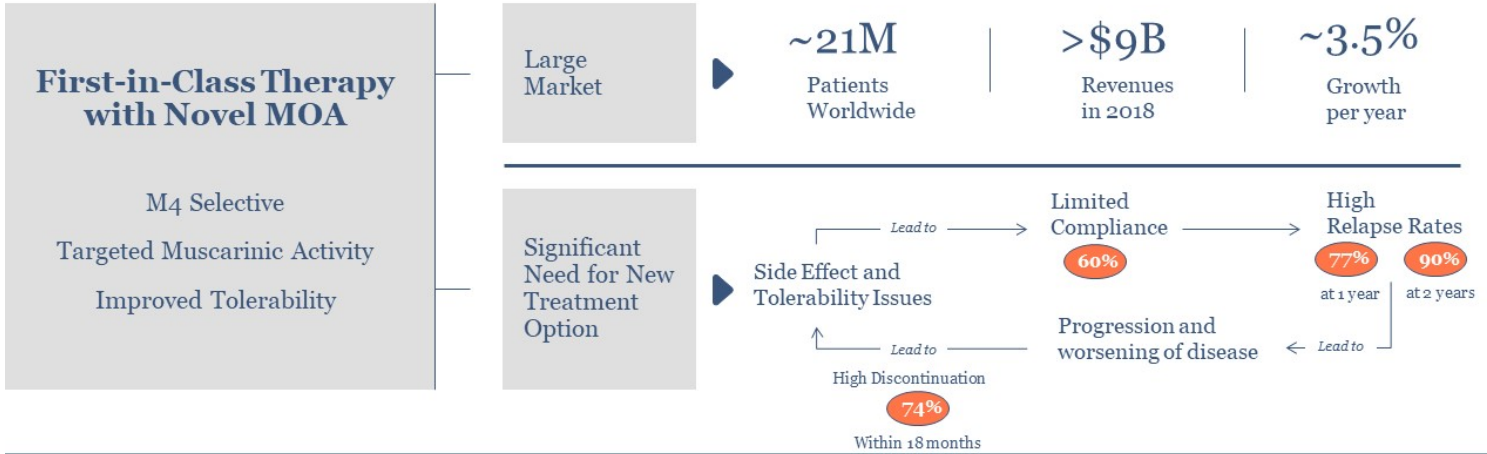 First-in-Class Therapy
with Novel MOA
M4 Selective
Targeted Muscarinic Activity
Improved Tolerability
Large
Market
~21M
Patients
Worldwide
>$9B
Revenues
in 2018
~3.5%
Growth
per year
Significant
Need for New
Treatment
Option
Side Effect and
Tolerability Issues
Lead to
Limited
Compliance
60%
High
Relapse Rates
77%
at 1 year
90%
at 2 years
Lead to
Progression and
worsening of disease
Lead to
High Discontinuation
74%
Within 18 months